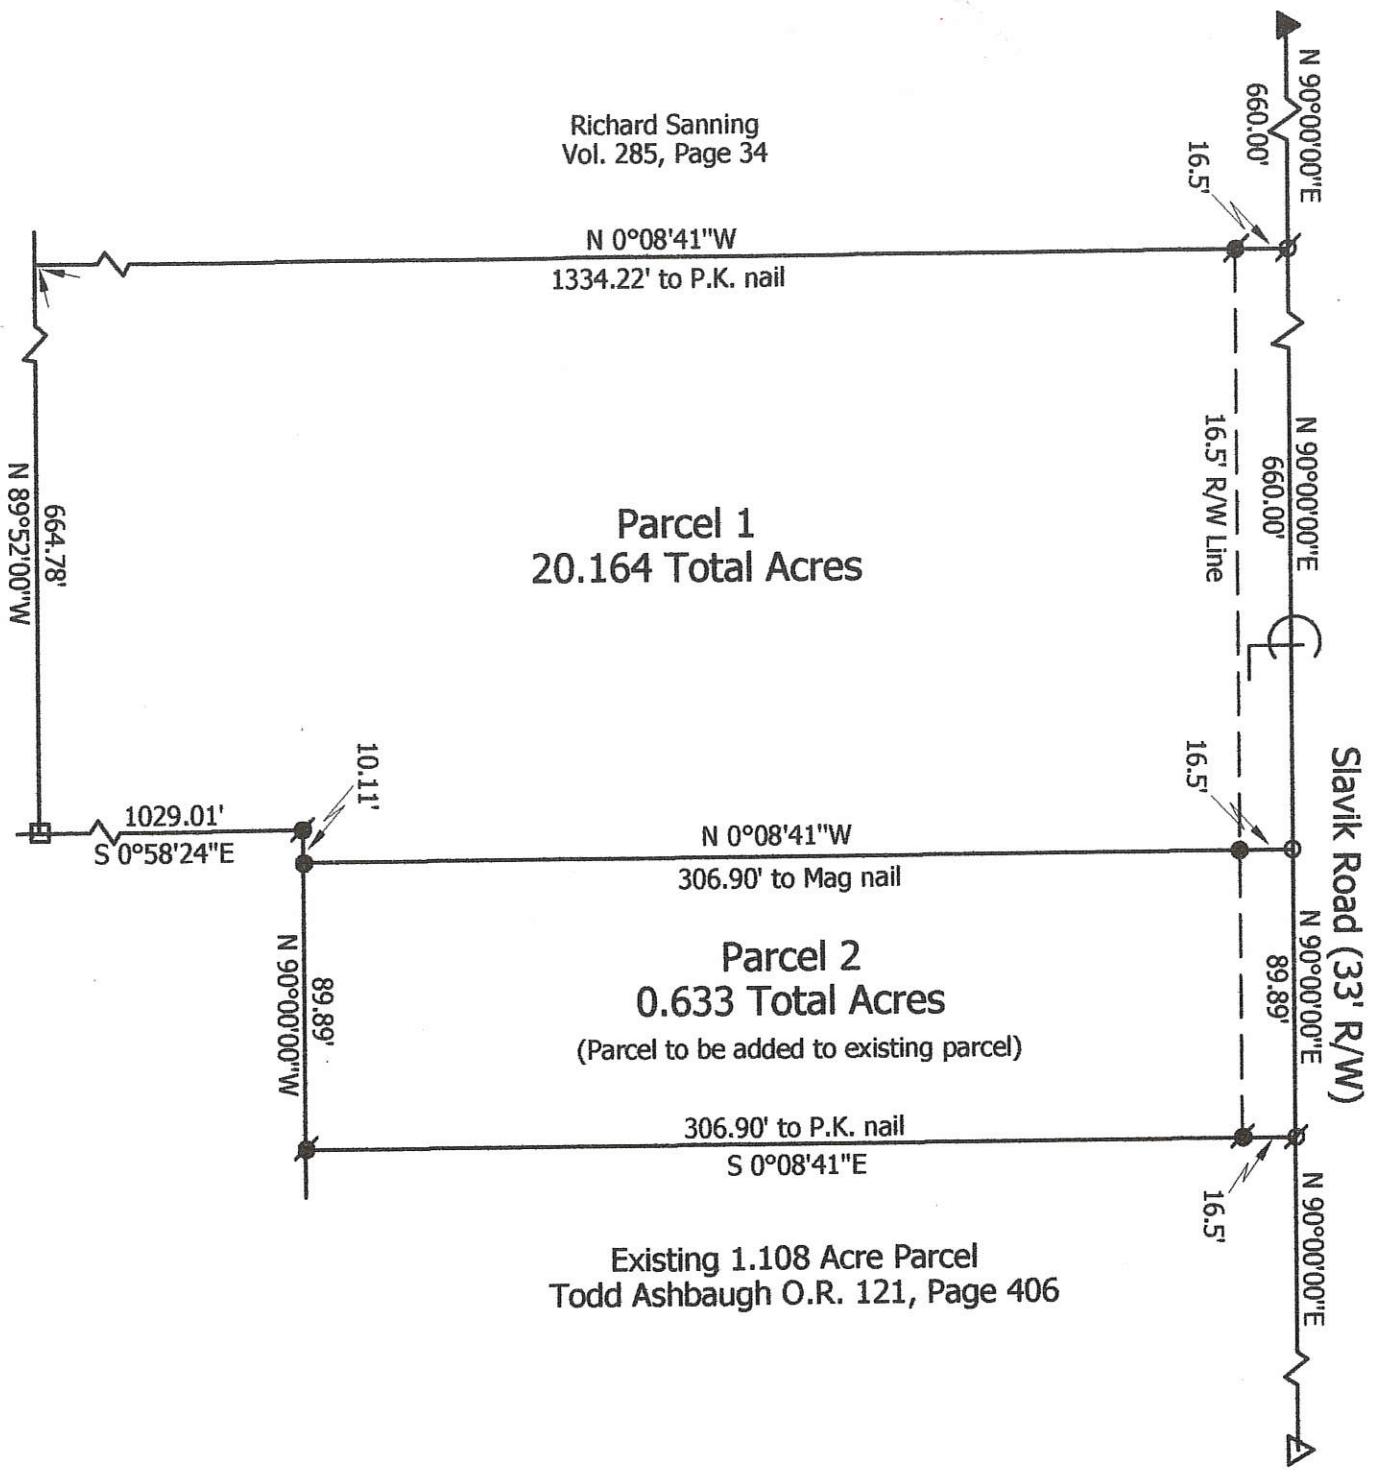 N 90°00'00"E
660.00'
Richard Sanning
Vol. 285, Page 34
16.5'
N 0°08'41"W
1334.22' to P.K. nail
N 90°00'00"E
660.00'
16.5' R/W Line
Parcel 1
20.164 Total Acres
664.78'
N 89°52'00"W
Slavik Road (33' R/W)
16.5'
10.11'
1029.01'
S 0°58'24"E
N 0°08'41"W
306.90' to Mag nail
N 90°00'00"E
89.89'
Parcel 2
0.633 Total Acres
(Parcel to be added to existing parcel)
89.89'
N 90°00'00"W
306.90' to P.K. nail
S 0°08'41"E
16.5'
N 90°00'00"E
Existing 1.108 Acre Parcel
Todd Ashbaugh O.R. 121, Page 406